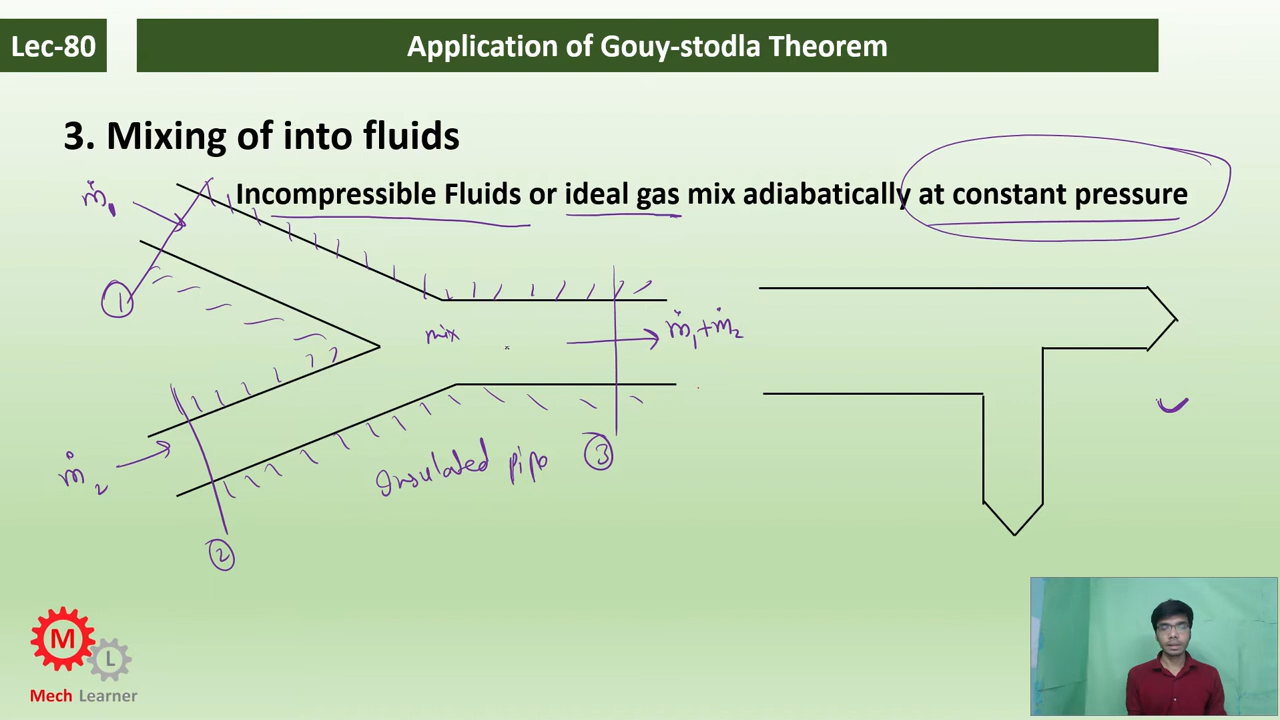 Lec-80
Application of Gouy-stodla Theorem
3. Mixing of into fluids
Incompressible Fluids or ideal gas mix adiabatically at constant pressure
ṁ₁
①
mix
ṁ₁+ṁ₂
ṁ₂
Insulated pipe
③
②
M
L
Mech Learner